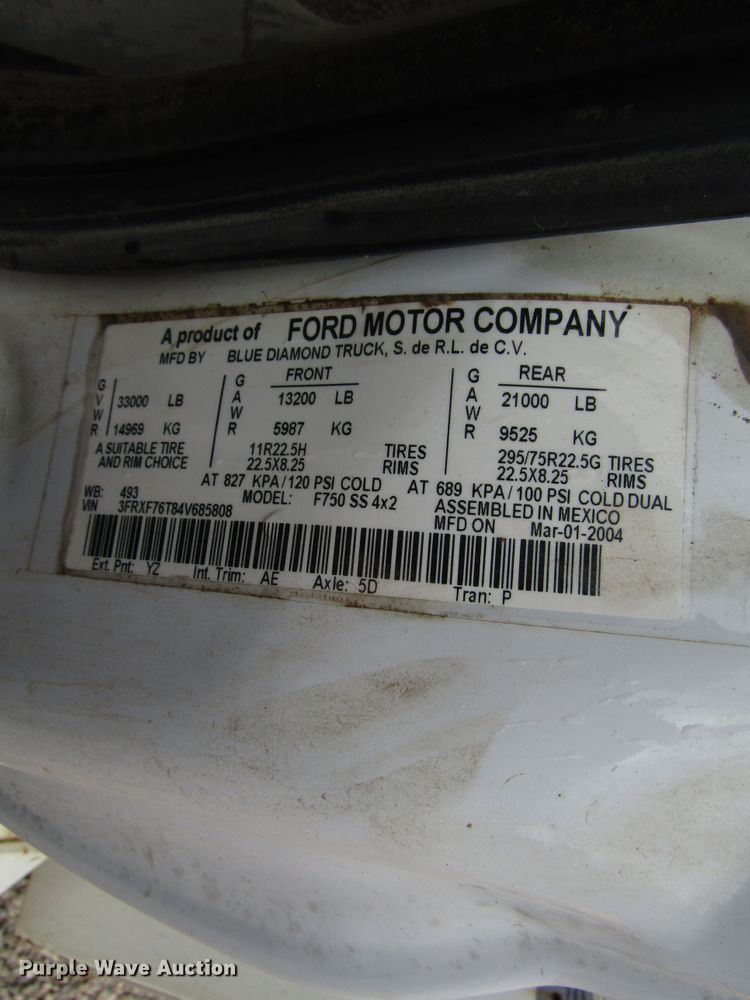 A product of FORD MOTOR COMPANY
MFD BY BLUE DIAMOND TRUCK, S. de R.L. de C.V.
GVWR 33000 LB 14969 KG
GAWR FRONT 13200 LB 5987 KG
GAWR REAR 21000 LB 9525 KG
A SUITABLE TIRE AND RIM CHOICE
11R22.5H TIRES 295/75R22.5G TIRES
22.5X8.25 RIMS 22.5X8.25 RIMS
AT 827 KPA/120 PSI COLD AT 689 KPA/100 PSI COLD DUAL
WB: 493 MODEL: F750 SS 4x2 ASSEMBLED IN MEXICO
VIN 3FRXF76T84V685808 MFD ON Mar-01-2004
Ext. Pnt: YZ Int. Trim: AE Axle: 5D Tran: P
Purple Wave Auction